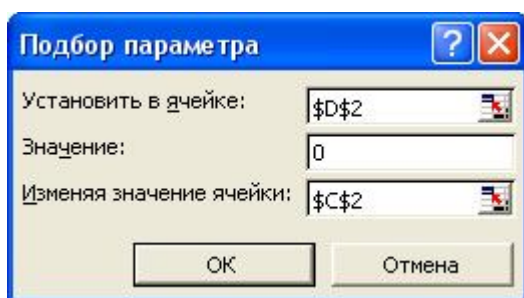 Подбор параметра
Установить в ячейке: $D$2
Значение: 0
Изменяя значение ячейки: $C$2
ОК Отмена